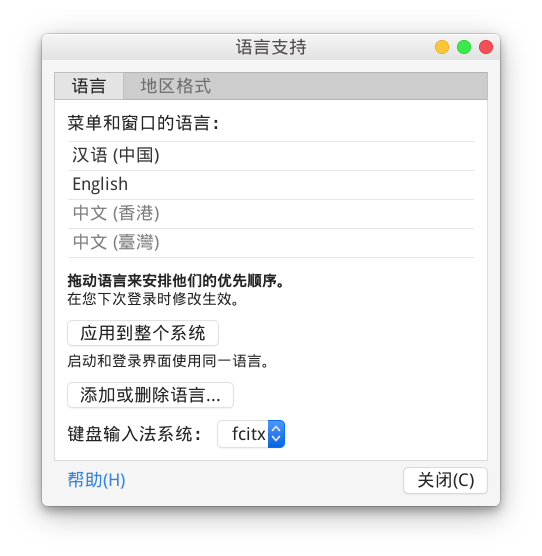 语言支持
语言 地区格式
菜单和窗口的语言：
汉语 (中国)
English
中文 (香港)
中文 (臺灣)
拖动语言来安排他们的优先顺序。
在您下次登录时修改生效。
应用到整个系统
启动和登录界面使用同一语言。
添加或删除语言...
键盘输入法系统： fcitx
帮助(H) 关闭(C)